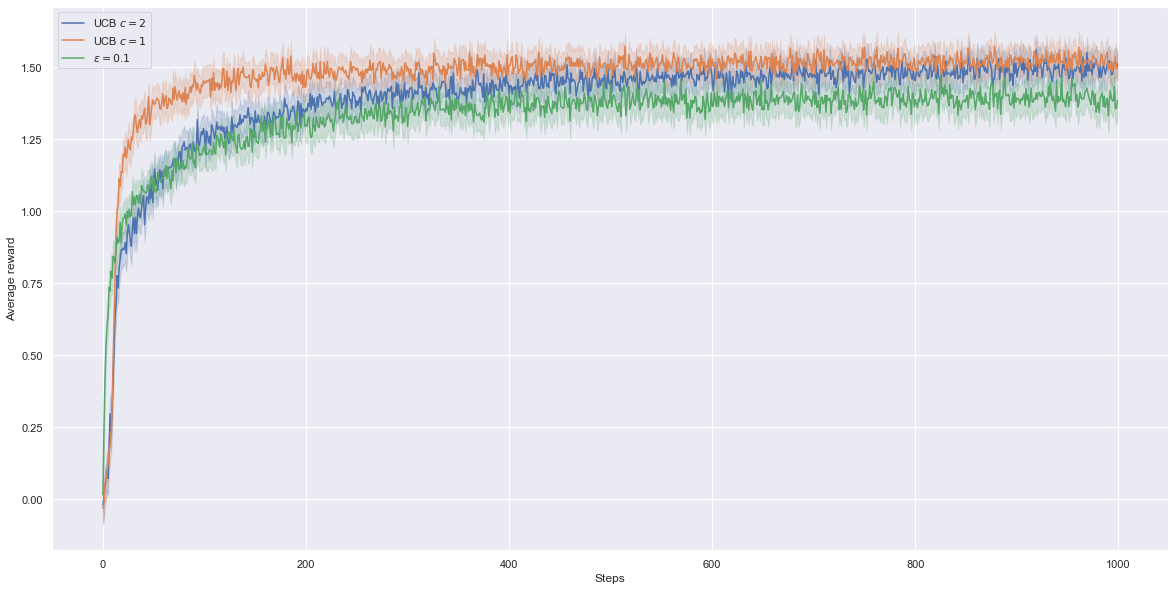 UCB c = 2
UCB c = 1
ε = 0.1
Average reward
1.50
1.25
1.00
0.75
0.50
0.25
0.00
0 200 400 600 800 1000
Steps